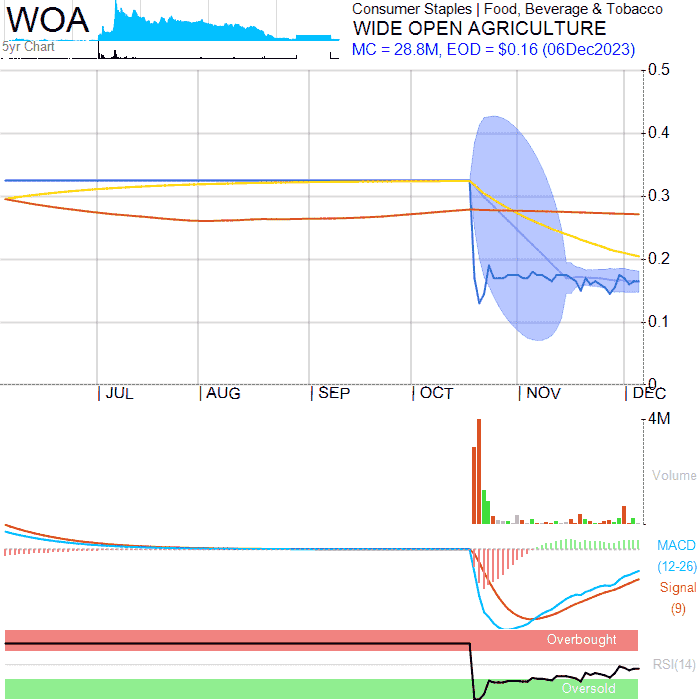 WOA
5yr Chart
Consumer Staples | Food, Beverage & Tobacco
WIDE OPEN AGRICULTURE
MC = 28.8M, EOD = $0.16 (06Dec2023)
0.5
0.4
0.3
0.2
0.1
0
JUL AUG SEP OCT NOV DEC
4M
Volume
MACD
(12-26)
Signal
(9)
Overbought
RSI(14)
Oversold